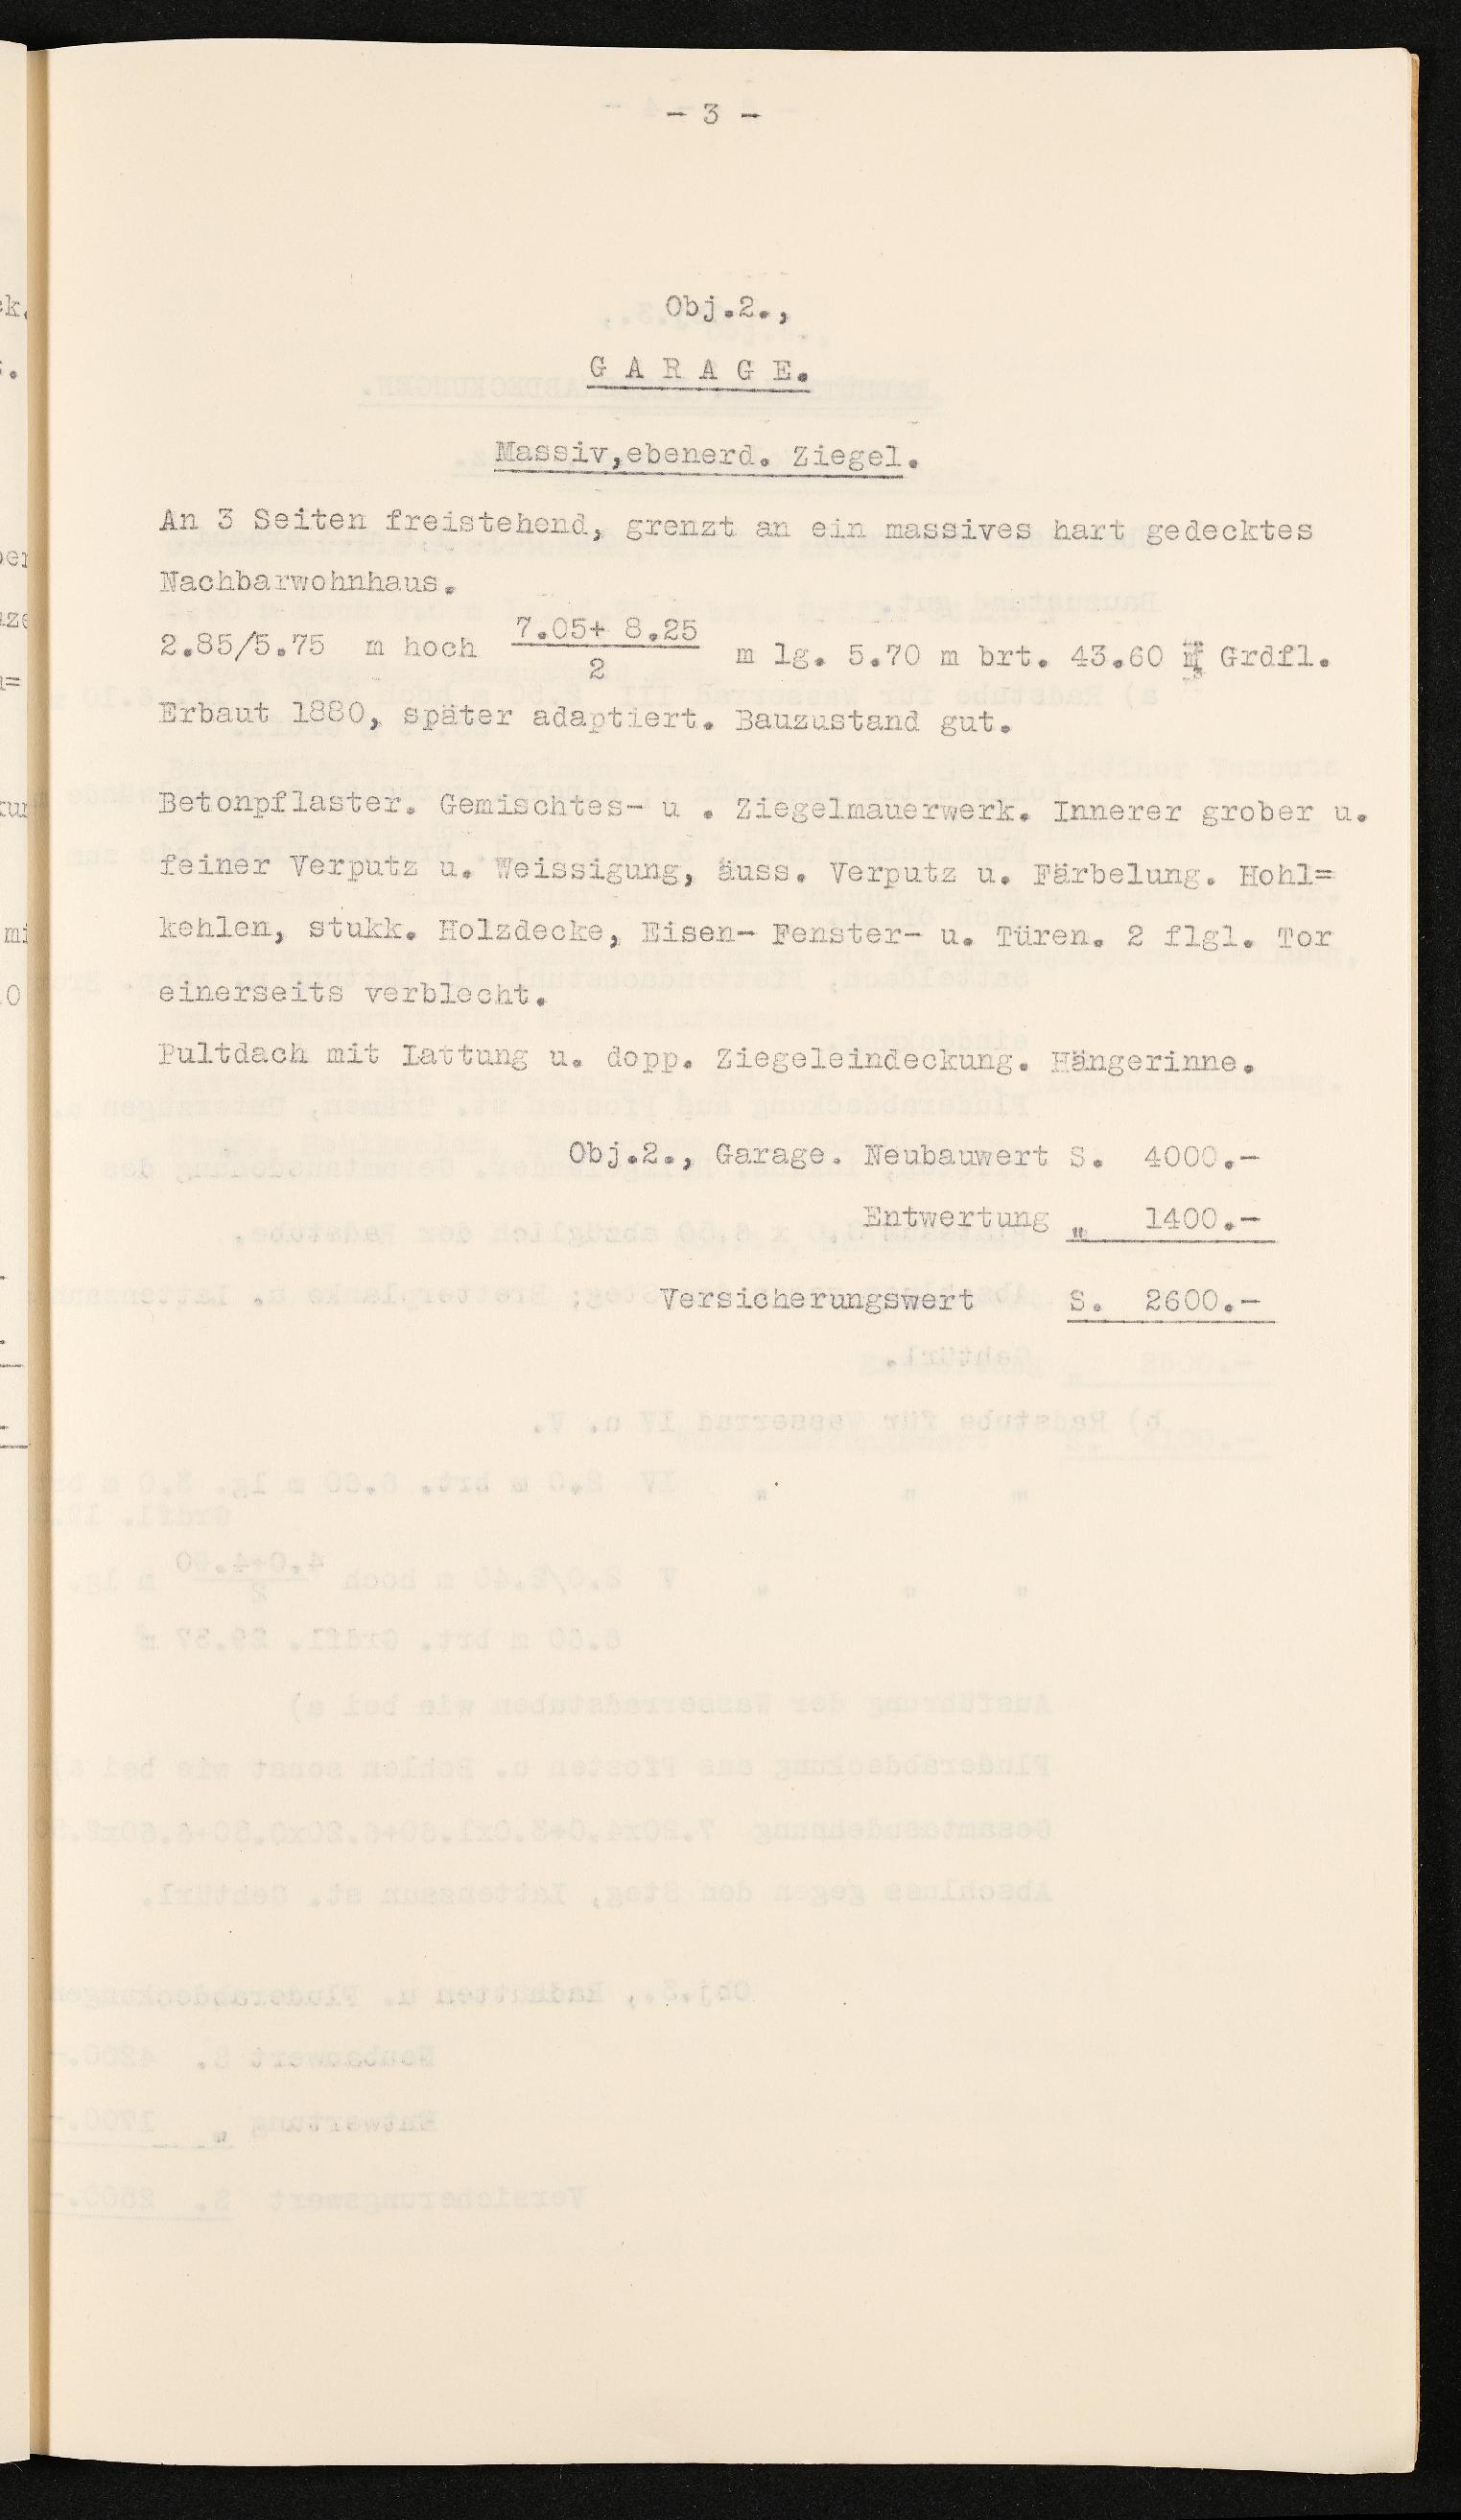 - 3 -
Obj.2.,
G A R A G E.
Massiv,ebenerd. Ziegel.
An 3 Seiten freistehend, grenzt an ein massives hart gedecktes
Nachbarwohnhaus.
2.85/5.75 m hoch 7.05+ 8.25 / 2 m lg. 5.70 m brt. 43.60 Grdfl.
Erbaut 1880, später adaptiert. Bauzustand gut.
Betonpflaster. Gemischtes- u . Ziegelmauerwerk. Innerer grober u.
feiner Verputz u. Weissigung, äuss. Verputz u. Färbelung. Hohl=
kehlen, stukk. Holzdecke, Eisen- Fenster- u. Türen. 2 flgl. Tor
einerseits verblecht.
Pultdach mit Lattung u. dopp. Ziegeleindeckung. Hängerinne.
Obj.2., Garage. Neubauwert S. 4000.-
Entwertung " 1400.-
Versicherungswert S. 2600.-